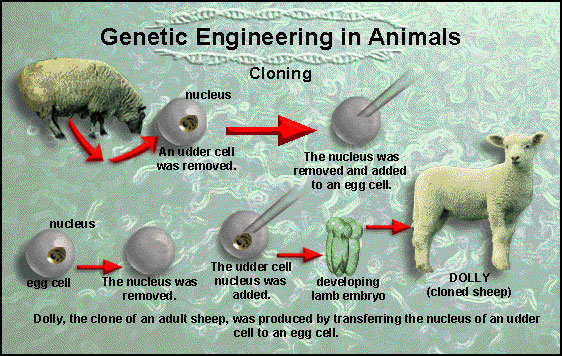 Genetic Engineering in Animals
Cloning
nucleus
An udder cell
was removed.
The nucleus was
removed and added
to an egg cell.
nucleus
egg cell
The nucleus was
removed.
The udder cell
nucleus was
added.
developing
lamb embryo
DOLLY
(cloned sheep)
Dolly, the clone of an adult sheep, was produced by transferring the nucleus of an udder
cell to an egg cell.